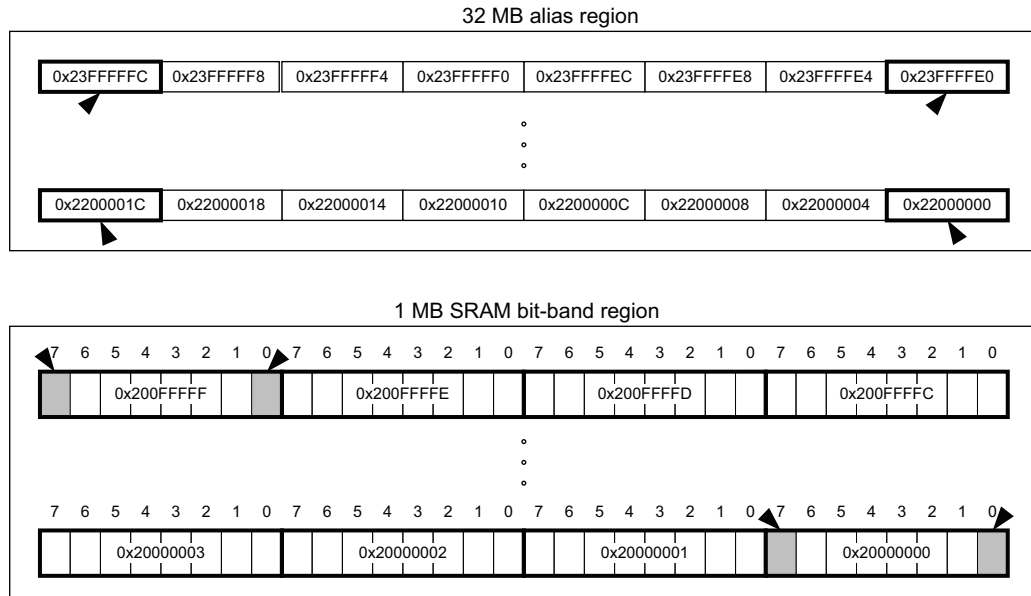 32 MB alias region
0x23FFFFFC 0x23FFFFF8 0x23FFFFF4 0x23FFFFF0 0x23FFFFEC 0x23FFFFE8 0x23FFFFE4 0x23FFFFE0
0x2200001C 0x22000018 0x22000014 0x22000010 0x2200000C 0x22000008 0x22000004 0x22000000
1 MB SRAM bit-band region
7 6 5 4 3 2 1 0 7 6 5 4 3 2 1 0 7 6 5 4 3 2 1 0 7 6 5 4 3 2 1 0
0x200FFFFF 0x200FFFFE 0x200FFFFD 0x200FFFFC
7 6 5 4 3 2 1 0 7 6 5 4 3 2 1 0 7 6 5 4 3 2 1 0 7 6 5 4 3 2 1 0
0x20000003 0x20000002 0x20000001 0x20000000